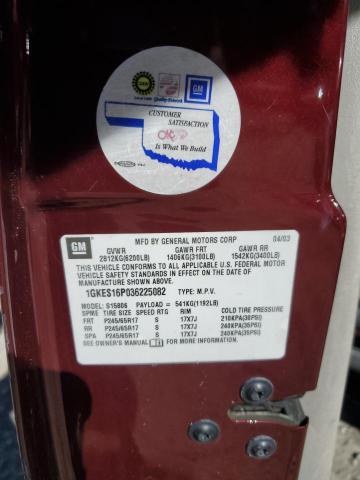 GM
CUSTOMER
SATISFACTION
Is What We Build
GM
MFD BY GENERAL MOTORS CORP 04/03
GVWR GAWR FRT GAWR RR
2812KG(6200LB) 1406KG(3100LB) 1542KG(3400LB)
THIS VEHICLE CONFORMS TO ALL APPLICABLE U.S. FEDERAL MOTOR
VEHICLE SAFETY STANDARDS IN EFFECT ON THE DATE OF
MANUFACTURE SHOWN ABOVE.
1GKES16P036225082 TYPE: M.P.V.
MODEL: S15806 PAYLOAD = 541KG(1192LB)
SPME TIRE SIZE SPEED RTG RIM COLD TIRE PRESSURE
FRT P245/65R17 S 17X7J 210KPA(30PSI)
RR P245/65R17 S 17X7J 240KPA(35PSI)
SPA P245/65R17 S 17X7J 240KPA(35PSI)
SEE OWNER'S MANUAL FOR MORE INFORMATION.